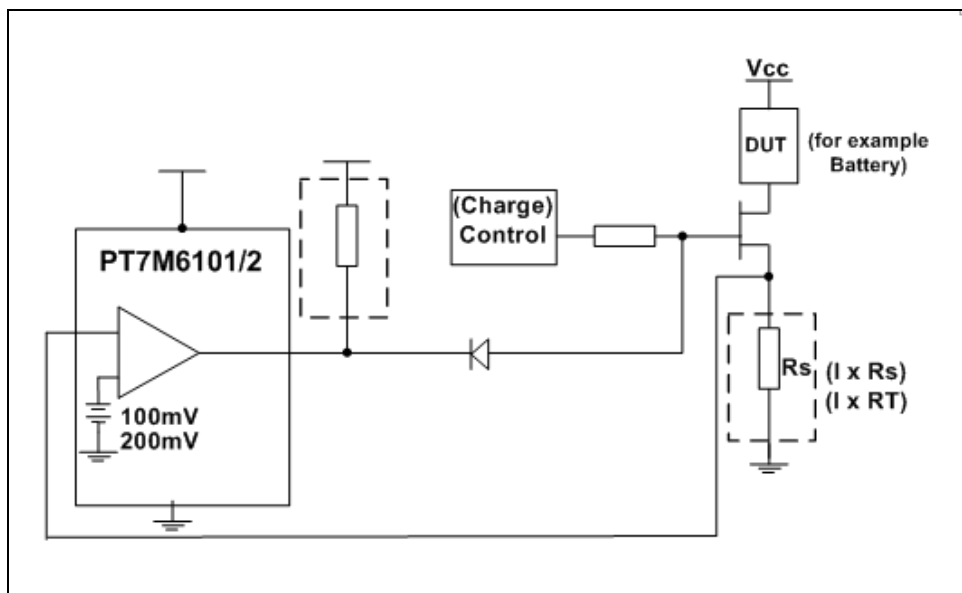 Vcc
DUT
(for example
Battery)
(Charge)
Control
PT7M6101/2
100mV
200mV
Rs
(I x Rs)
(I x RT)